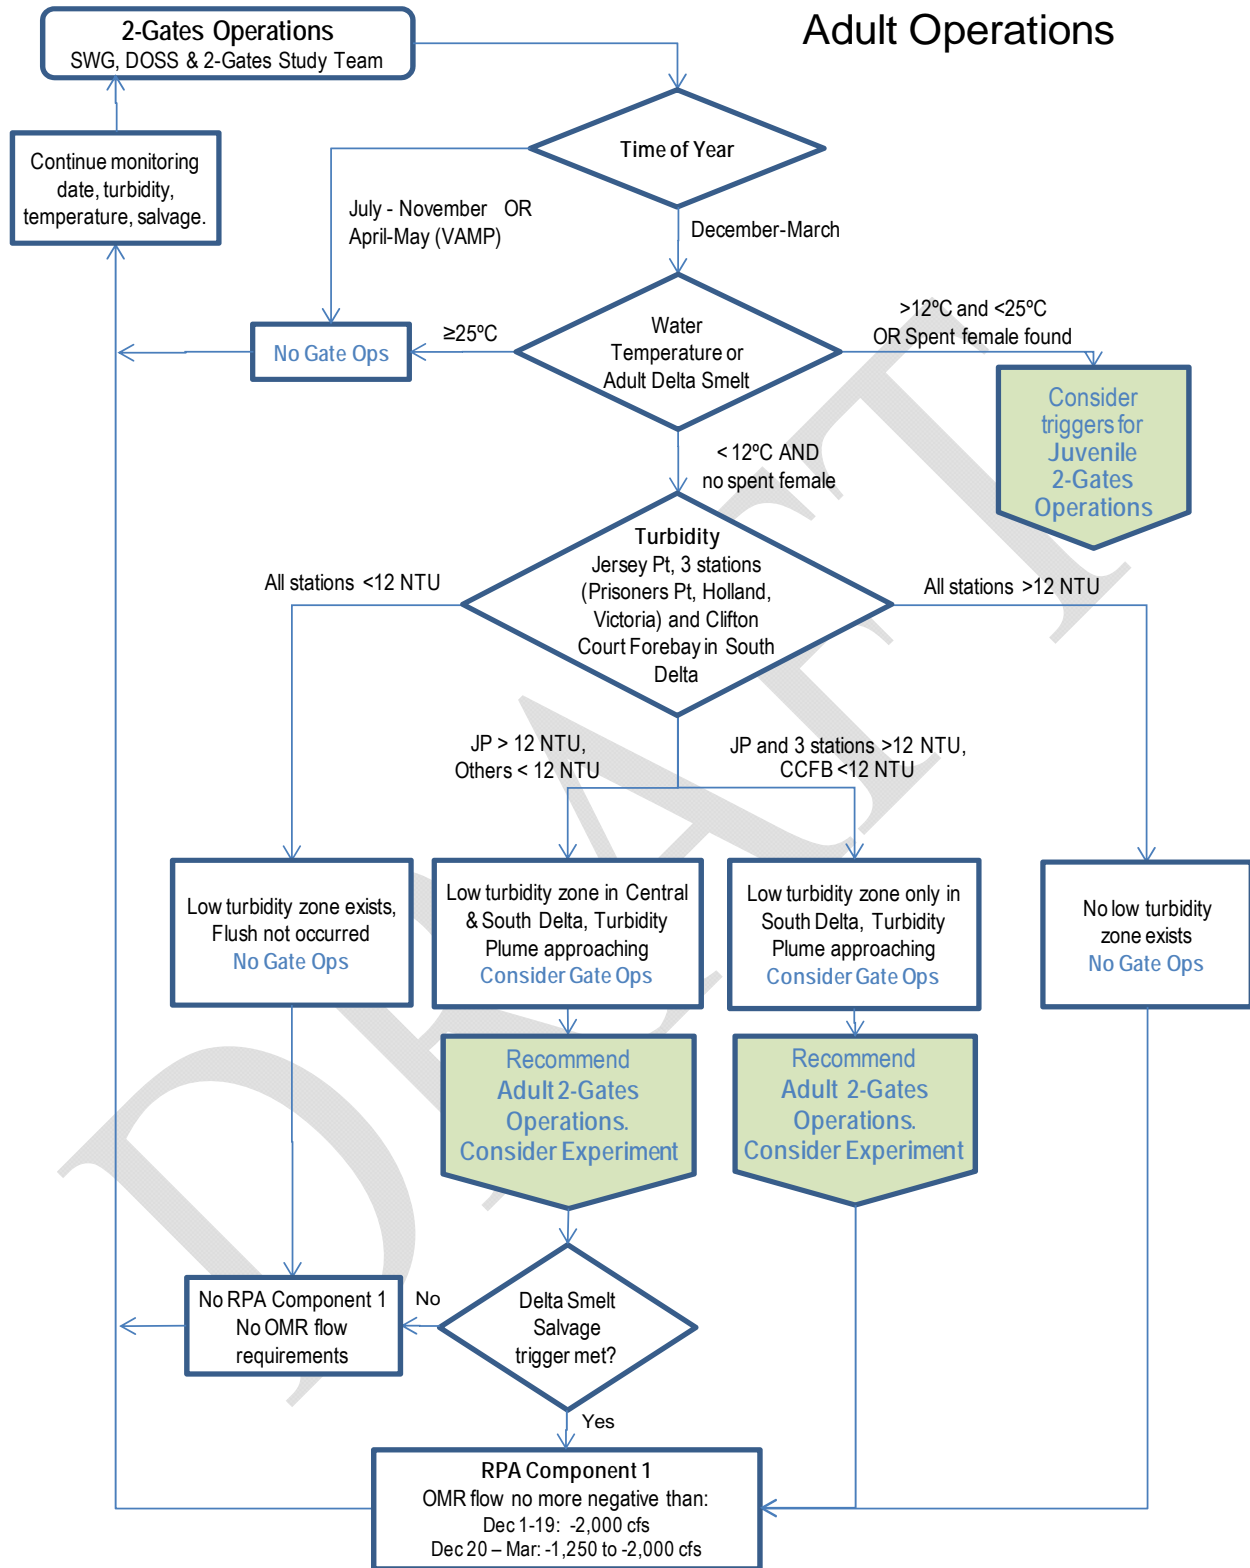 Adult Operations
2-Gates Operations
SWG, DOSS & 2-Gates Study Team
Continue monitoring
date, turbidity,
temperature, salvage.
Time of Year
July - November OR
April-May (VAMP)
December-March
No Gate Ops
≥25ºC
Water
Temperature or
Adult Delta Smelt
>12ºC and <25ºC
OR Spent female found
Consider
triggers for
Juvenile
2-Gates
Operations
< 12ºC AND
no spent female
Turbidity
Jersey Pt, 3 stations
(Prisoners Pt, Holland,
Victoria) and Clifton
Court Forebay in South
Delta
All stations <12 NTU
All stations >12 NTU
JP > 12 NTU,
Others < 12 NTU
JP and 3 stations >12 NTU,
CCFB <12 NTU
Low turbidity zone exists,
Flush not occurred
No Gate Ops
Low turbidity zone in Central
& South Delta, Turbidity
Plume approaching
Consider Gate Ops
Low turbidity zone only in
South Delta, Turbidity
Plume approaching
Consider Gate Ops
No low turbidity
zone exists
No Gate Ops
Recommend
Adult 2-Gates
Operations.
Consider Experiment
Recommend
Adult 2-Gates
Operations.
Consider Experiment
No RPA Component 1
No OMR flow
requirements
No
Delta Smelt
Salvage
trigger met?
Yes
RPA Component 1
OMR flow no more negative than:
Dec 1-19: -2,000 cfs
Dec 20 – Mar: -1,250 to -2,000 cfs
DRAFT